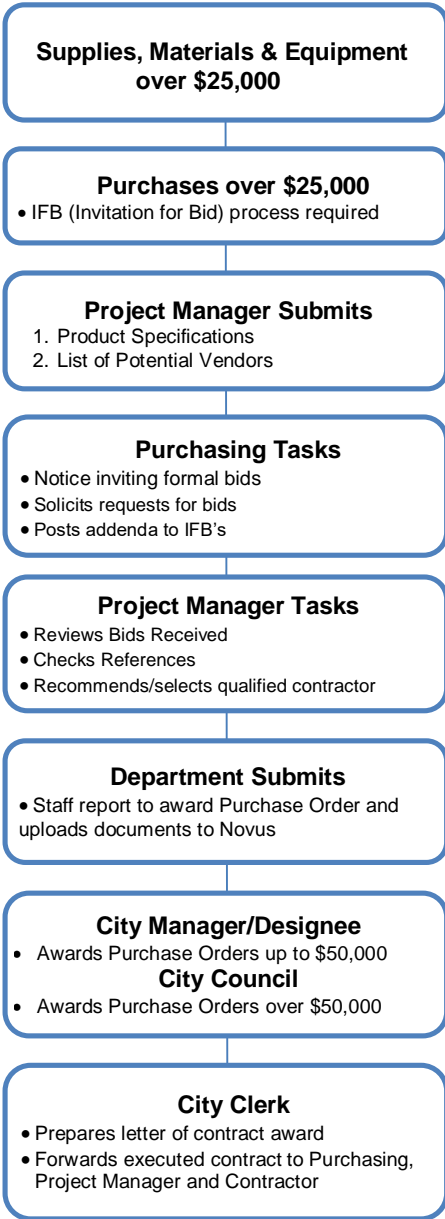 Supplies, Materials & Equipment
over $25,000
Purchases over $25,000
• IFB (Invitation for Bid) process required
Project Manager Submits
1. Product Specifications
2. List of Potential Vendors
Purchasing Tasks
• Notice inviting formal bids
• Solicits requests for bids
• Posts addenda to IFB's
Project Manager Tasks
• Reviews Bids Received
• Checks References
• Recommends/selects qualified contractor
Department Submits
• Staff report to award Purchase Order and
uploads documents to Novus
City Manager/Designee
• Awards Purchase Orders up to $50,000
City Council
• Awards Purchase Orders over $50,000
City Clerk
• Prepares letter of contract award
• Forwards executed contract to Purchasing,
Project Manager and Contractor